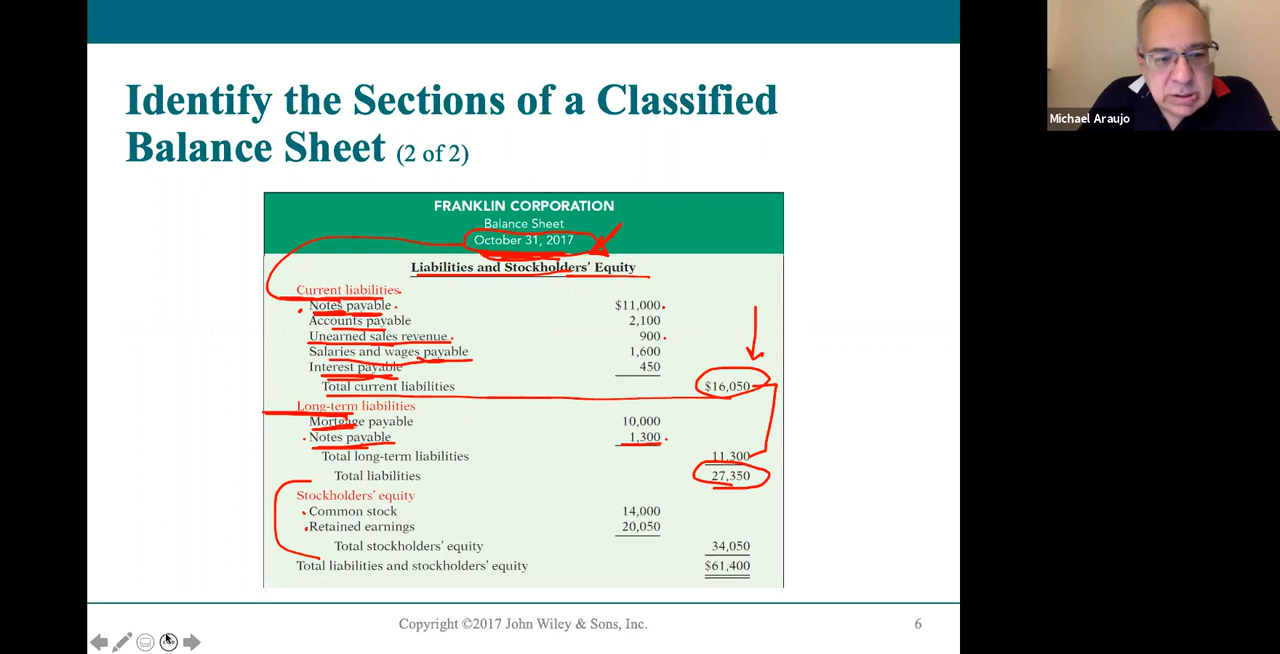 Identify the Sections of a Classified
Balance Sheet (2 of 2)
Michael Araujo
FRANKLIN CORPORATION
Balance Sheet
October 31, 2017
Liabilities and Stockholders' Equity
Current liabilities
Notes payable $11,000
Accounts payable 2,100
Unearned sales revenue 900
Salaries and wages payable 1,600
Interest payable 450
Total current liabilities $16,050
Long-term liabilities
Mortgage payable 10,000
Notes payable 1,300
Total long-term liabilities 11,300
Total liabilities 27,350
Stockholders' equity
Common stock 14,000
Retained earnings 20,050
Total stockholders' equity 34,050
Total liabilities and stockholders' equity $61,400
Copyright ©2017 John Wiley & Sons, Inc. 6